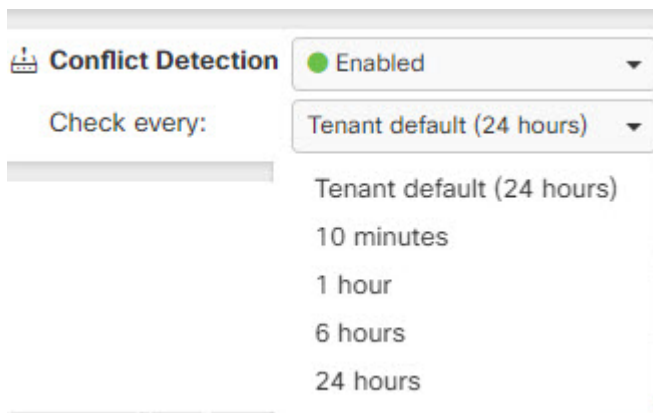 Conflict Detection Enabled
Check every: Tenant default (24 hours)
Tenant default (24 hours)
10 minutes
1 hour
6 hours
24 hours